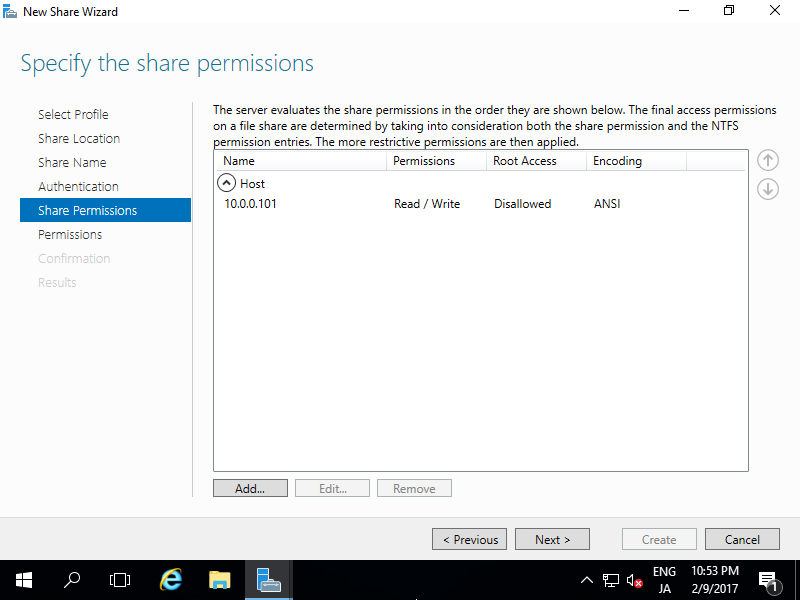 New Share Wizard
Specify the share permissions
Select Profile
Share Location
Share Name
Authentication
Share Permissions
Permissions
Confirmation
Results
The server evaluates the share permissions in the order they are shown below. The final access permissions
on a file share are determined by taking into consideration both the share permission and the NTFS
permission entries. The more restrictive permissions are then applied.
Name Permissions Root Access Encoding
Host
10.0.0.101 Read / Write Disallowed ANSI
Add... Edit... Remove
< Previous Next > Create Cancel
ENG 10:53 PM
JA 2/9/2017 1